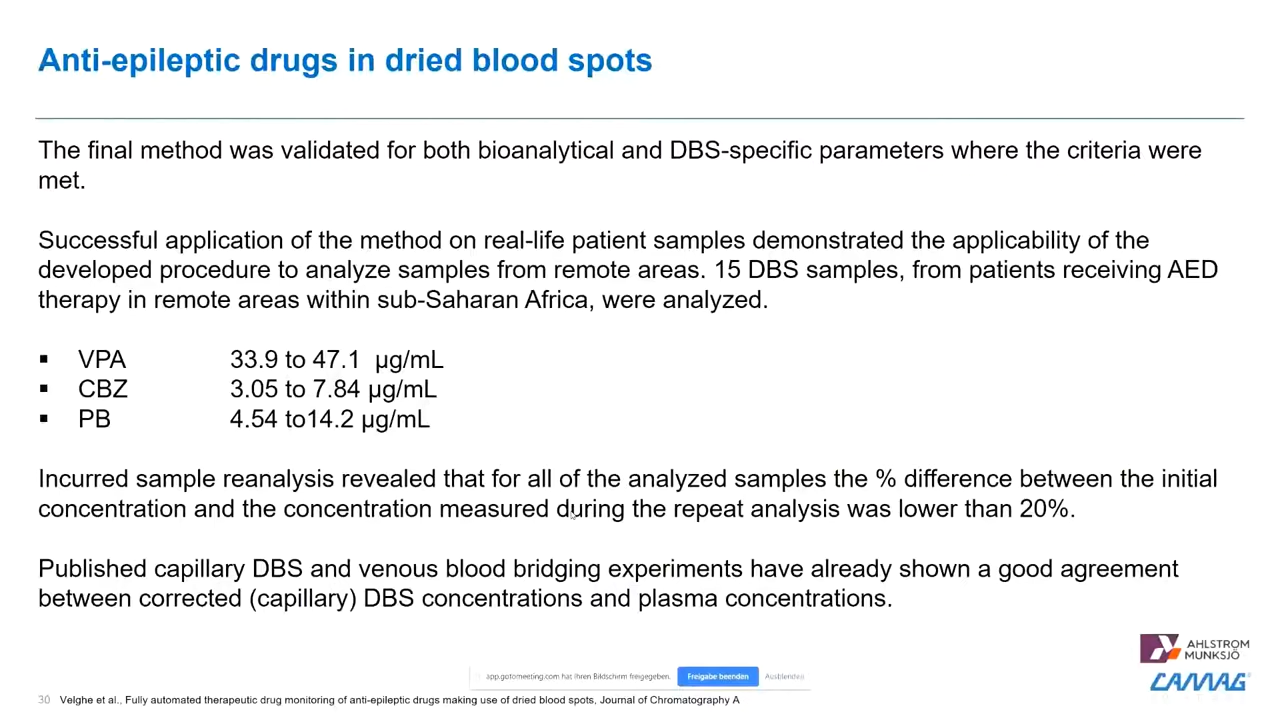 Anti-epileptic drugs in dried blood spots
The final method was validated for both bioanalytical and DBS-specific parameters where the criteria were
met.
Successful application of the method on real-life patient samples demonstrated the applicability of the
developed procedure to analyze samples from remote areas. 15 DBS samples, from patients receiving AED
therapy in remote areas within sub-Saharan Africa, were analyzed.
▪ VPA 33.9 to 47.1 µg/mL
▪ CBZ 3.05 to 7.84 µg/mL
▪ PB 4.54 to14.2 µg/mL
Incurred sample reanalysis revealed that for all of the analyzed samples the % difference between the initial
concentration and the concentration measured during the repeat analysis was lower than 20%.
Published capillary DBS and venous blood bridging experiments have already shown a good agreement
between corrected (capillary) DBS concentrations and plasma concentrations.
AHLSTROM
MUNKSJÖ
CAMAG®
app.gotomeeting.com hat Ihren Bildschirm freigegeben. Freigabe beenden Ausblenden
30 Velghe et al., Fully automated therapeutic drug monitoring of anti-epileptic drugs making use of dried blood spots, Journal of Chromatography A